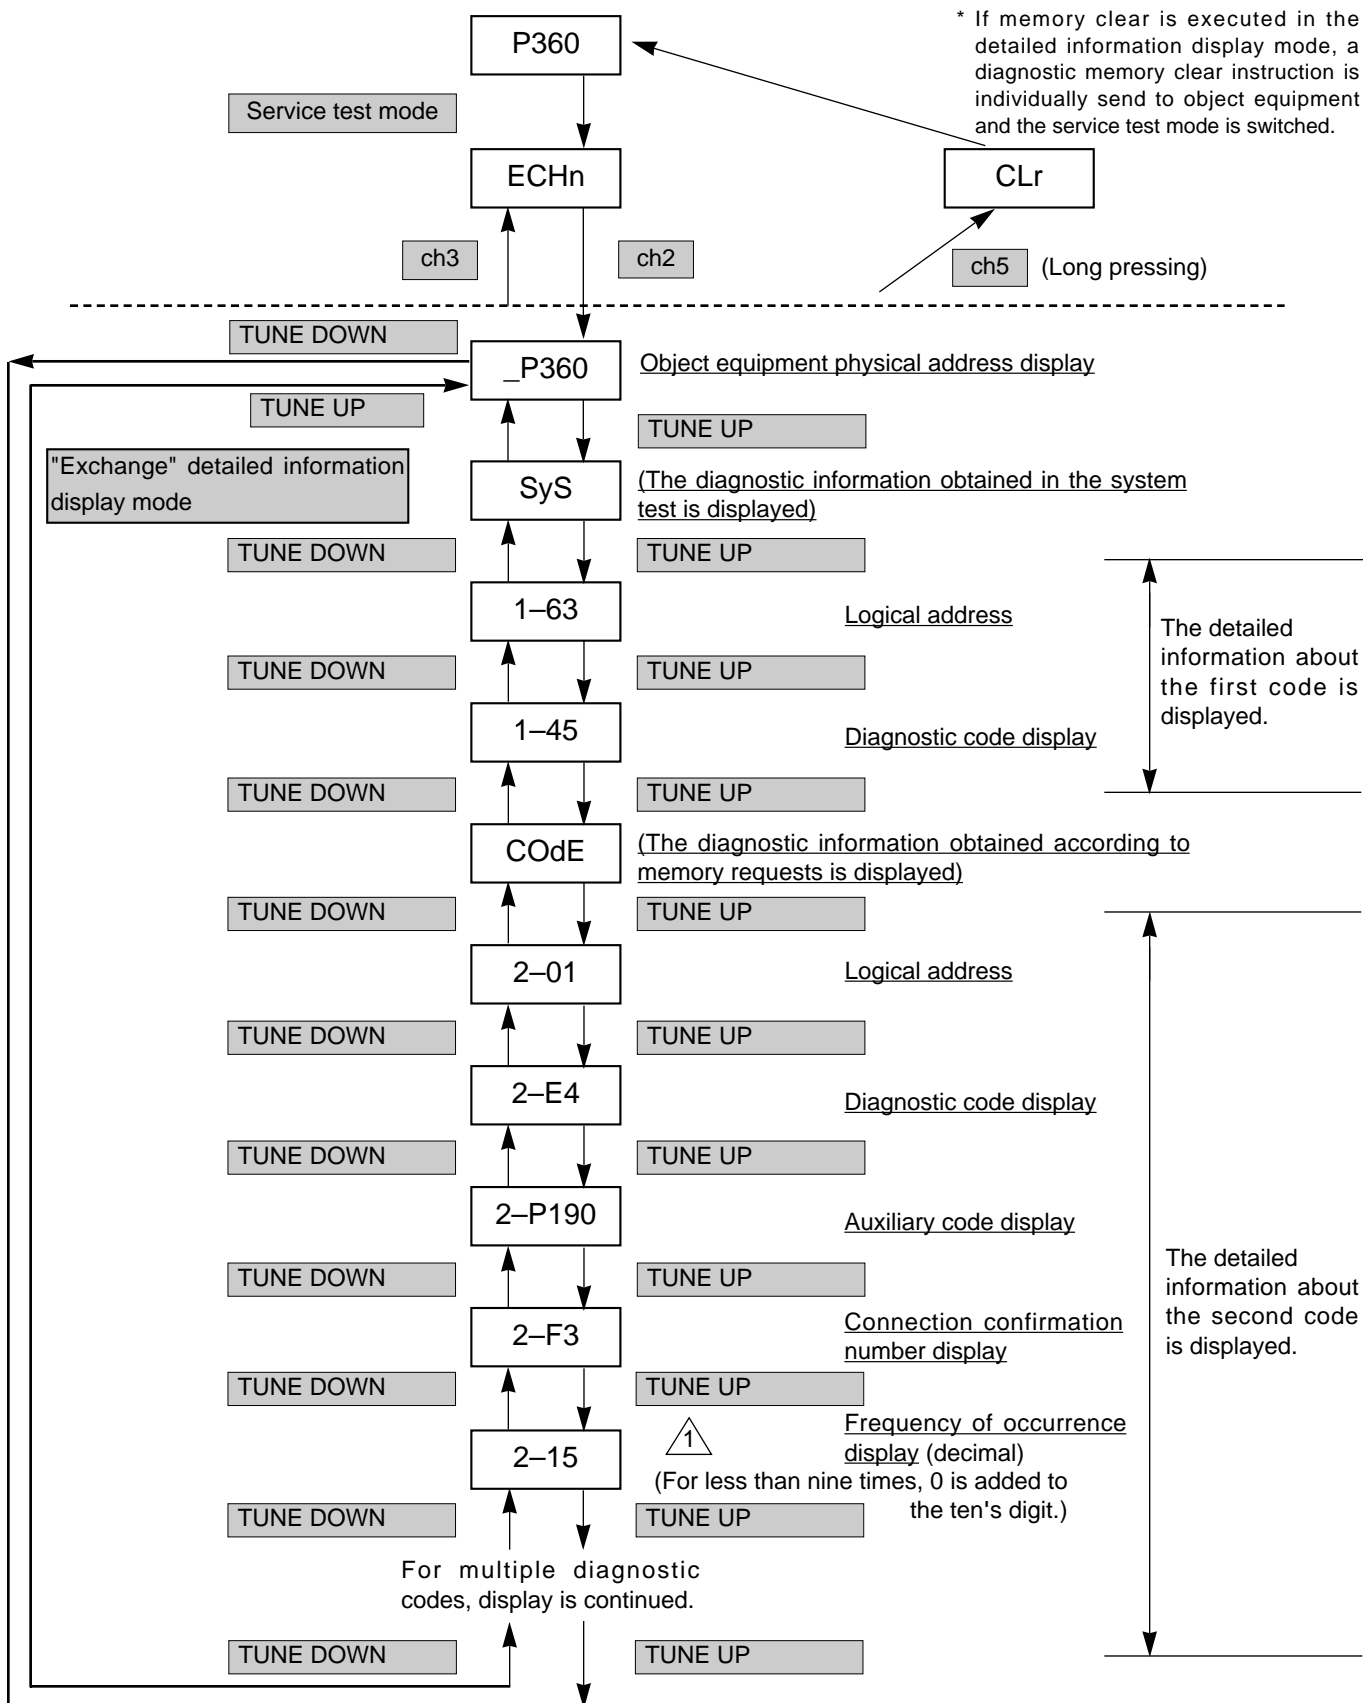 * If memory clear is executed in the
detailed information display mode, a
diagnostic memory clear instruction is
individually send to object equipment
and the service test mode is switched.
P360
Service test mode
ECHn
CLr
ch3
ch2
ch5 (Long pressing)
TUNE DOWN
_P360
Object equipment physical address display
TUNE UP
TUNE UP
"Exchange" detailed information
display mode
SyS
(The diagnostic information obtained in the system
test is displayed)
TUNE DOWN
TUNE UP
1–63
Logical address
The detailed
information about
the first code is
displayed.
TUNE DOWN
TUNE UP
1–45
Diagnostic code display
TUNE DOWN
TUNE UP
COdE
(The diagnostic information obtained according to
memory requests is displayed)
TUNE DOWN
TUNE UP
2–01
Logical address
TUNE DOWN
TUNE UP
2–E4
Diagnostic code display
TUNE DOWN
TUNE UP
2–P190
Auxiliary code display
TUNE DOWN
TUNE UP
The detailed
information about
the second code
is displayed.
2–F3
Connection confirmation
number display
TUNE DOWN
TUNE UP
2–15
1
Frequency of occurrence
display (decimal)
(For less than nine times, 0 is added to
the ten's digit.)
TUNE DOWN
TUNE UP
For multiple diagnostic
codes, display is continued.
TUNE DOWN
TUNE UP